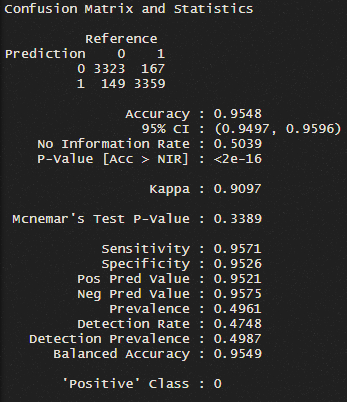 Confusion Matrix and Statistics
Reference
Prediction 0 1
0 3323 167
1 149 3359
Accuracy : 0.9548
95% CI : (0.9497, 0.9596)
No Information Rate : 0.5039
P-Value [Acc > NIR] : <2e-16
Kappa : 0.9097
Mcnemar's Test P-Value : 0.3389
Sensitivity : 0.9571
Specificity : 0.9526
Pos Pred Value : 0.9521
Neg Pred Value : 0.9575
Prevalence : 0.4961
Detection Rate : 0.4748
Detection Prevalence : 0.4987
Balanced Accuracy : 0.9549
'Positive' Class : 0